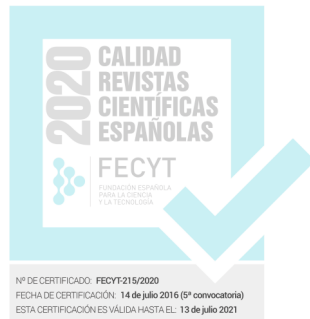 2020
CALIDAD
REVISTAS
CIENTÍFICAS
ESPAÑOLAS
FECYT
FUNDACIÓN ESPAÑOLA
PARA LA CIENCIA
Y LA TECNOLOGÍA
Nº DE CERTIFICADO: FECYT-215/2020
FECHA DE CERTIFICACIÓN: 14 de julio 2016 (5ª convocatoria)
ESTA CERTIFICACIÓN ES VÁLIDA HASTA EL: 13 de julio 2021